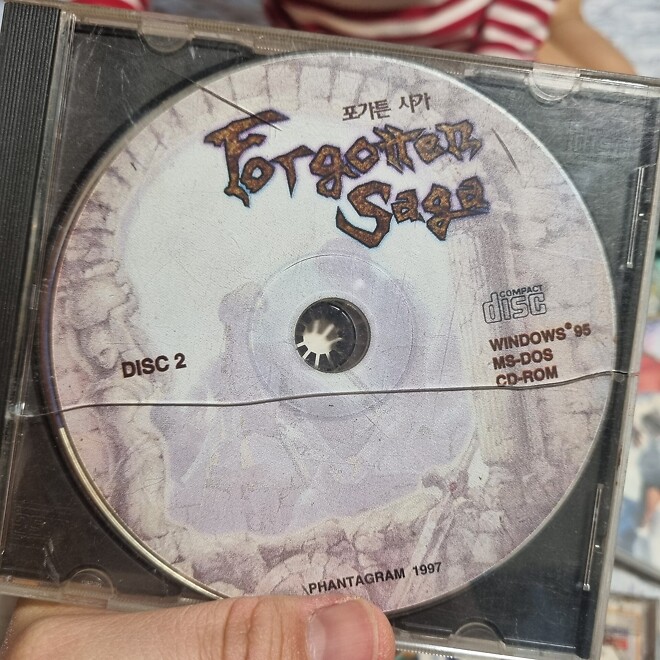 포가튼 사가
Forgotten
Saga
COMPACT
disc
DISC 2
WINDOWS® 95
MS-DOS
CD-ROM
PHANTAGRAM 1997